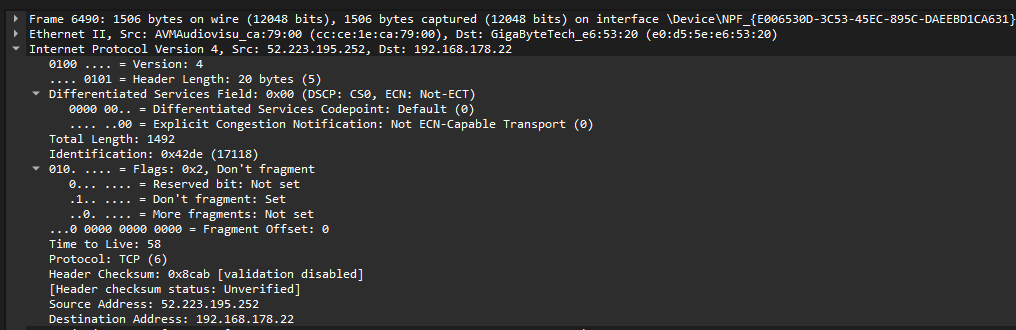 Frame 6490: 1506 bytes on wire (12048 bits), 1506 bytes captured (12048 bits) on interface \Device\NPF_{E006530D-3C53-45EC-895C-DAEEBD1CA631}
Ethernet II, Src: AVMAudiovisu_ca:79:00 (cc:ce:1e:ca:79:00), Dst: GigaByteTech_e6:53:20 (e0:d5:5e:e6:53:20)
Internet Protocol Version 4, Src: 52.223.195.252, Dst: 192.168.178.22
0100 .... = Version: 4
.... 0101 = Header Length: 20 bytes (5)
Differentiated Services Field: 0x00 (DSCP: CS0, ECN: Not-ECT)
0000 00.. = Differentiated Services Codepoint: Default (0)
.... ..00 = Explicit Congestion Notification: Not ECN-Capable Transport (0)
Total Length: 1492
Identification: 0x42de (17118)
010. .... = Flags: 0x2, Don't fragment
0... .... = Reserved bit: Not set
.1.. .... = Don't fragment: Set
..0. .... = More fragments: Not set
...0 0000 0000 0000 = Fragment Offset: 0
Time to Live: 58
Protocol: TCP (6)
Header Checksum: 0x8cab [validation disabled]
[Header checksum status: Unverified]
Source Address: 52.223.195.252
Destination Address: 192.168.178.22